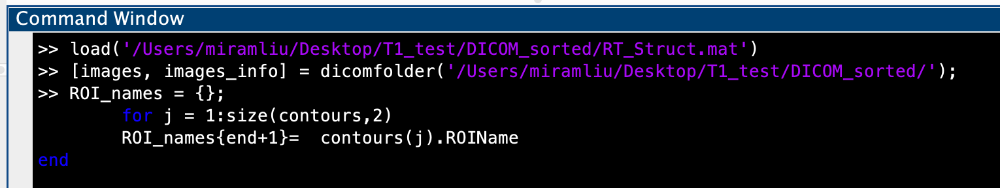 Command Window
>> load('/Users/miramliu/Desktop/T1_test/DICOM_sorted/RT_Struct.mat')
>> [images, images_info] = dicomfolder('/Users/miramliu/Desktop/T1_test/DICOM_sorted/');
>> ROI_names = {};
        for j = 1:size(contours,2)
        ROI_names{end+1}=  contours(j).ROIName
end